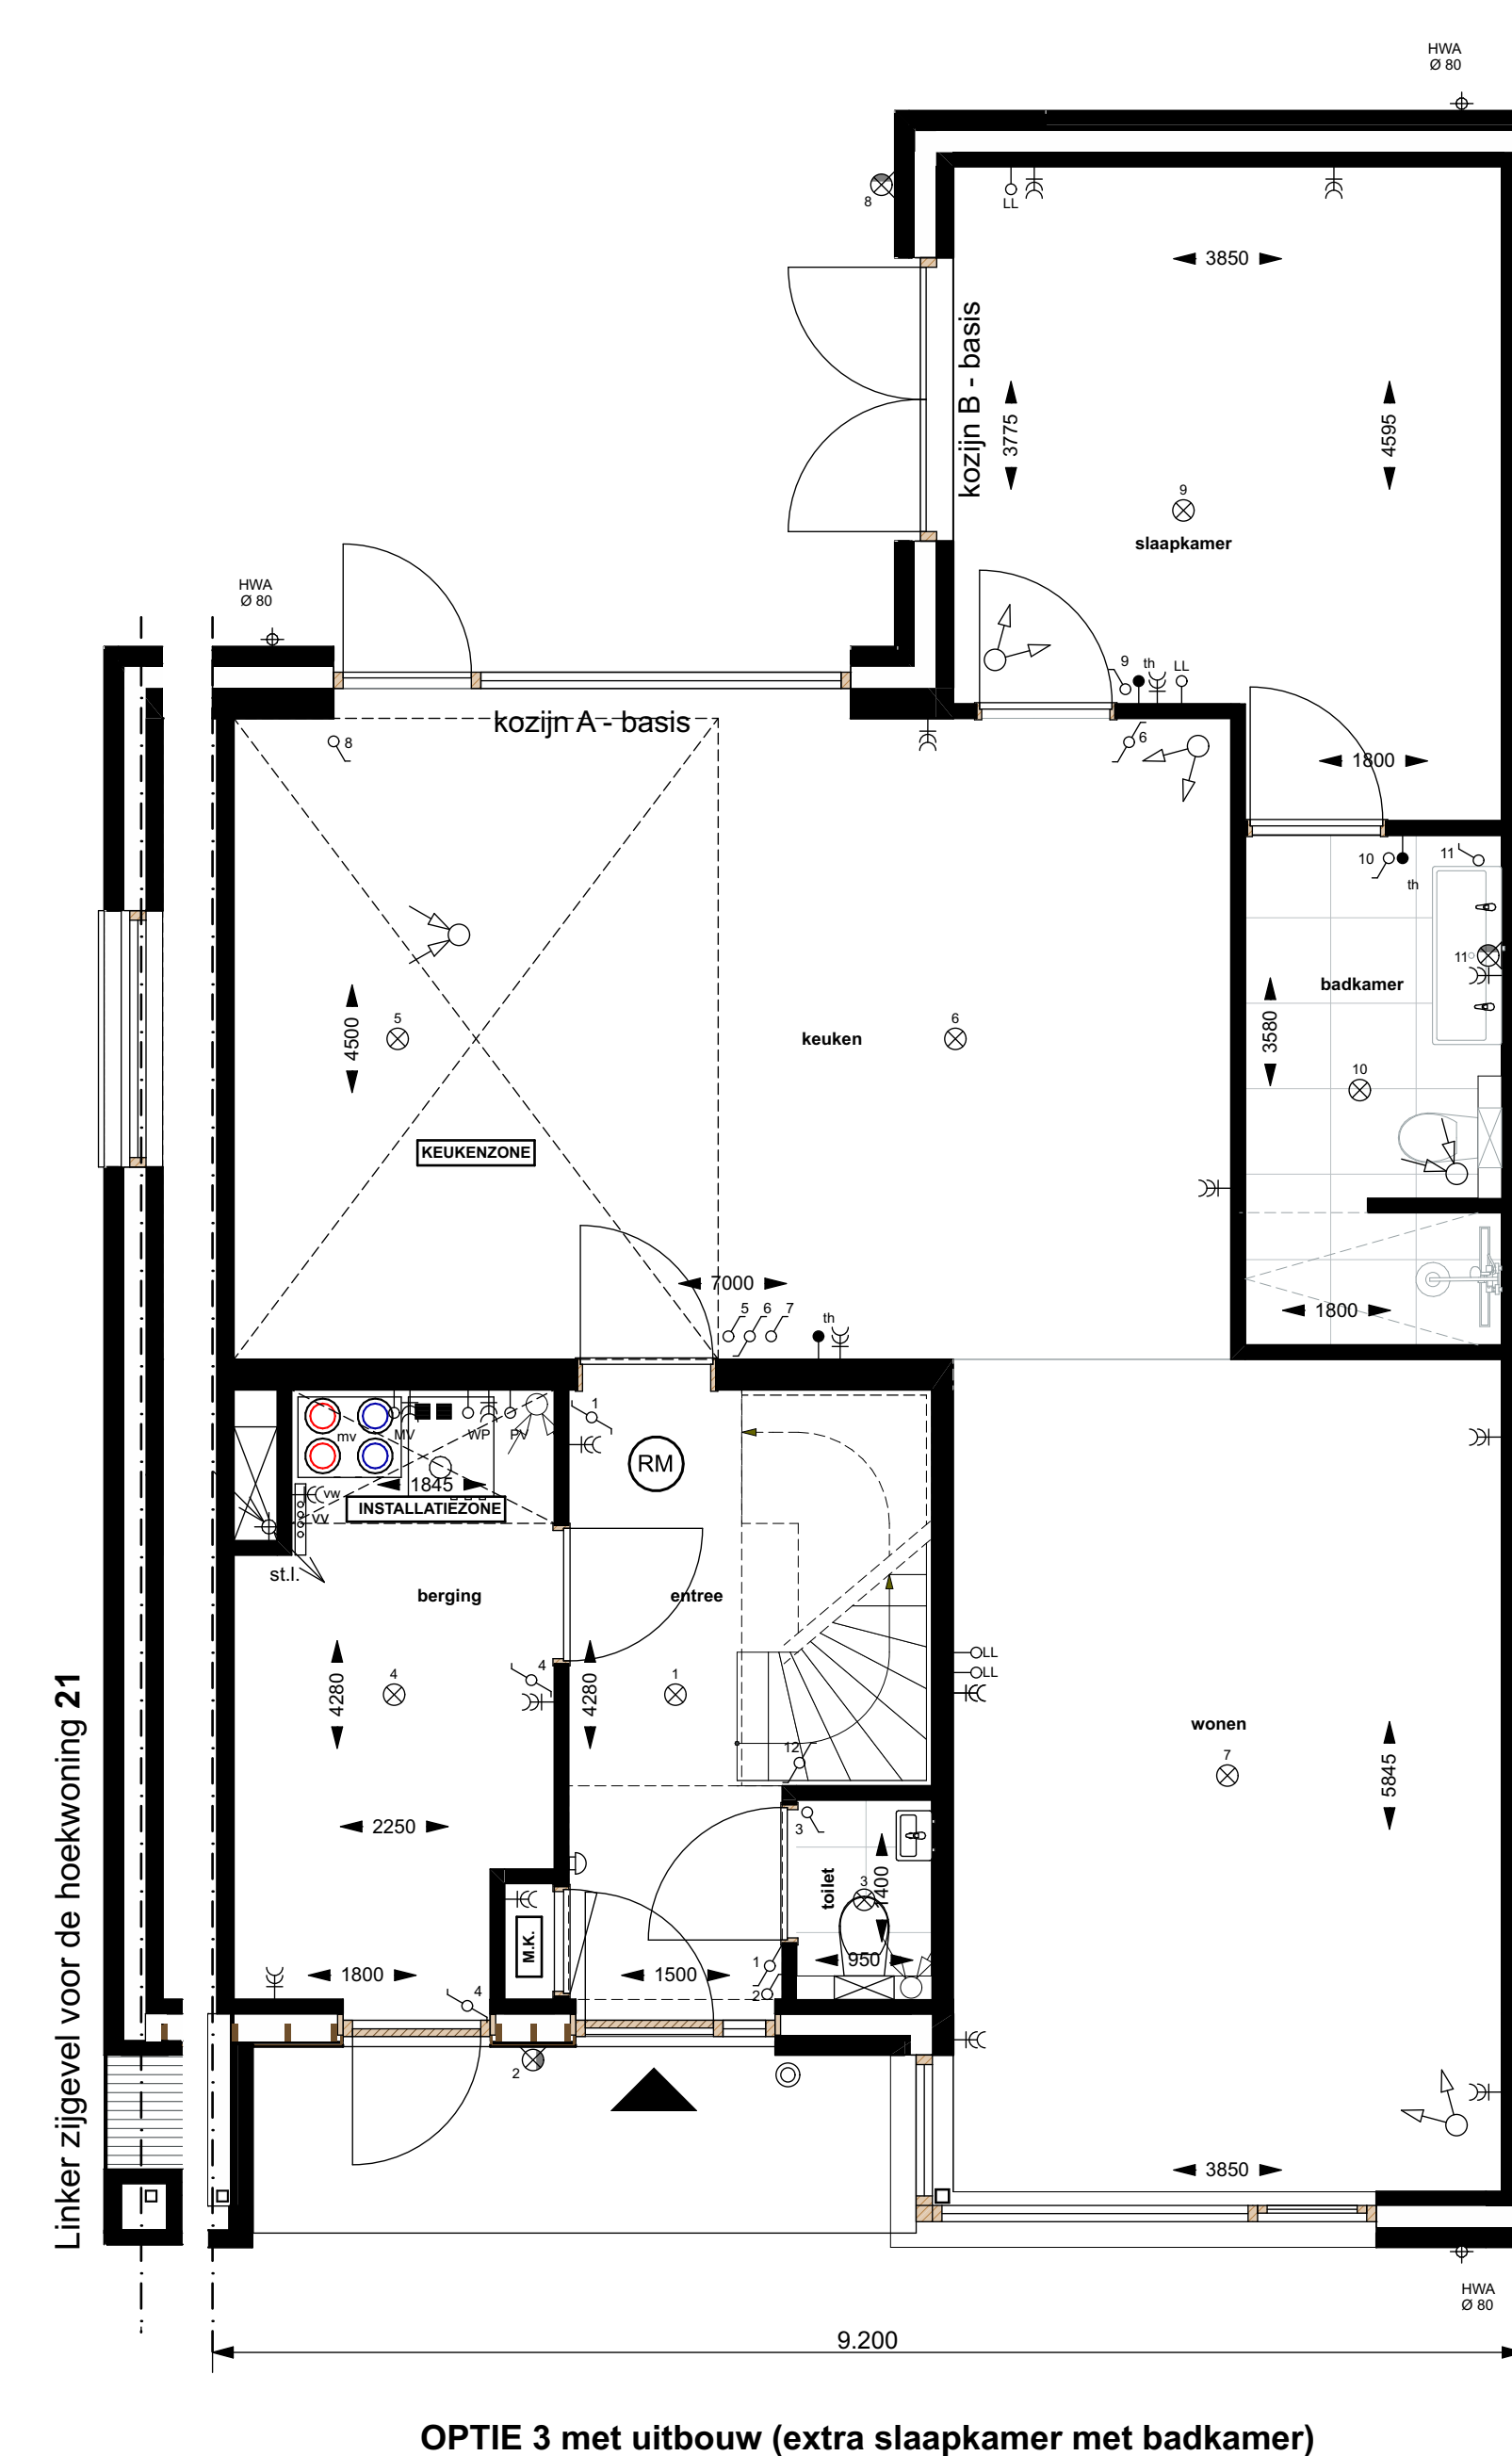 HWA
Ø 80
8
LL
3850
kozijn B - basis
3775
4595
9
slaapkamer
HWA
Ø 80
9
th
LL
kozijn A - basis
8
6
1800
10
th
11
11
badkamer
3580
10
4500
5
keuken
6
KEUKENZONE
7000
5
6
7
th
1800
1
RM
mv
MV
WP
PV
1845
vw
INSTALLATIEZONE
VV
st.l.
berging
entree
4280
4
4
4280
1
LL
LL
12
wonen
7
5845
2250
3
toilet
3
1400
M.K.
1800
4
1500
1
2
950
2
Linker zijgevel voor de hoekwoning 21
3850
HWA
Ø 80
9.200
OPTIE 3 met uitbouw (extra slaapkamer met badkamer)